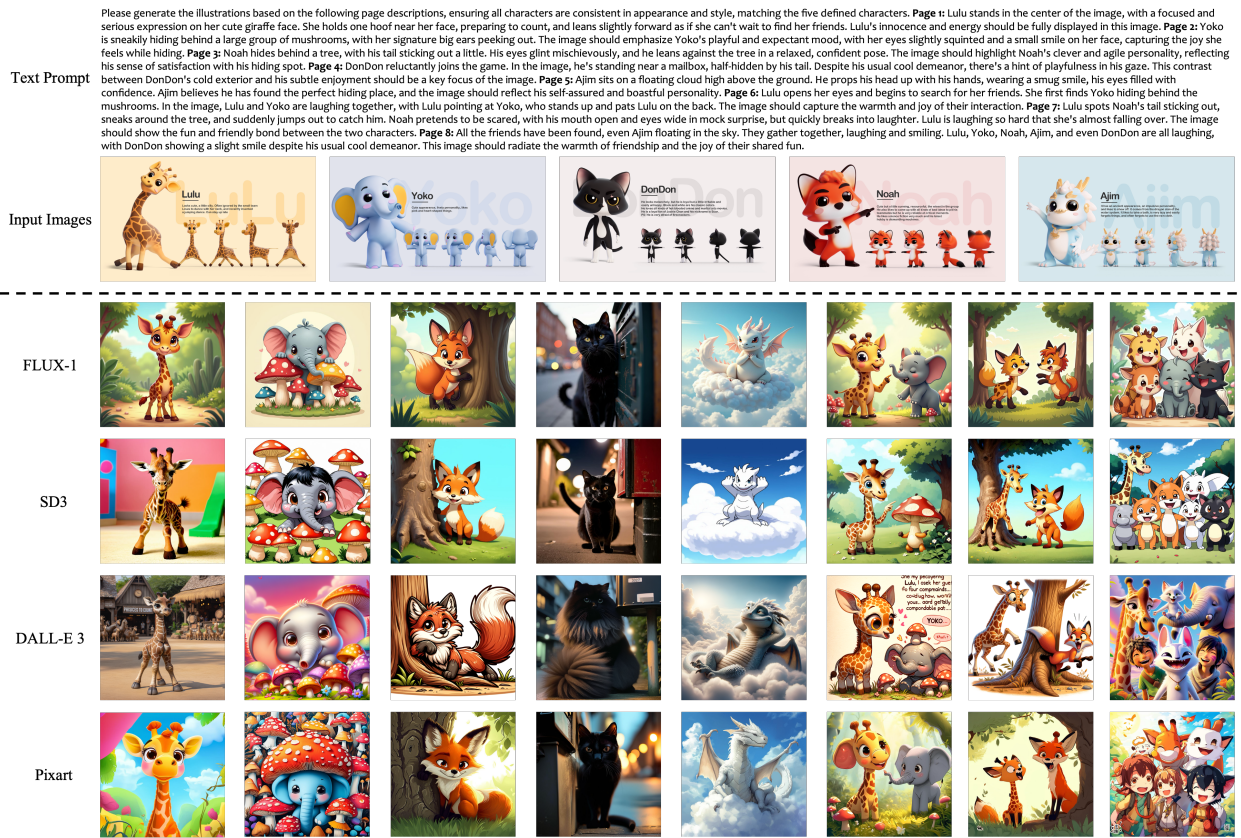 Please generate the illustrations based on the following page descriptions, ensuring all characters are consistent in appearance and style, matching the five defined characters. Page 1: Lulu stands in the center of the image, with a focused and
serious expression on her cute giraffe face. She holds one hoof near her face, preparing to count, and leans slightly forward as if she can't wait to find her friends. Lulu's innocence and energy should be fully displayed in this image. Page 2: Yoko
is sneakily hiding behind a large group of mushrooms, with her signature big ears peeking out. The image should emphasize Yoko's playful and expectant mood, with her eyes slightly squinted and a small smile on her face, capturing the joy she
feels while hiding. Page 3: Noah hides behind a tree, with his tail sticking out a little. His eyes glint mischievously, and he leans against the tree in a relaxed, confident pose. The image should highlight Noah's clever and agile personality, reflecting
his sense of satisfaction with his hiding spot. Page 4: DonDon reluctantly joins the game. In the image, he's standing near a mailbox, half-hidden by his tail. Despite his usual cool demeanor, there's a hint of playfulness in his gaze. This contrast
between DonDon's cold exterior and his subtle enjoyment should be a key focus of the image. Page 5: Ajim sits on a floating cloud high above the ground. He props his head up with his hands, wearing a smug smile, his eyes filled with
confidence. Ajim believes he has found the perfect hiding place, and the image should reflect his self-assured and boastful personality. Page 6: Lulu opens her eyes and begins to search for her friends. She first finds Yoko hiding behind the
mushrooms. In the image, Lulu and Yoko are laughing together, with Lulu pointing at Yoko, who stands up and pats Lulu on the back. The image should capture the warmth and joy of their interaction. Page 7: Lulu spots Noah's tail sticking out,
sneaks around the tree, and suddenly jumps out to catch him. Noah pretends to be scared, with his mouth open and eyes wide in mock surprise, but quickly breaks into laughter. Lulu is laughing so hard that she's almost falling over. The image
should show the fun and friendly bond between the two characters. Page 8: All the friends have been found, even Ajim floating in the sky. They gather together, laughing and smiling. Lulu, Yoko, Noah, Ajim, and even DonDon are all laughing,
with DonDon showing a slight smile despite his usual cool demeanor. This image should radiate the warmth of friendship and the joy of their shared fun.
Text Prompt
Input Images
Lulu
Yoko
DonDon
Noah
Ajim
FLUX-1
SD3
DALL-E 3
YOKO
Pixart